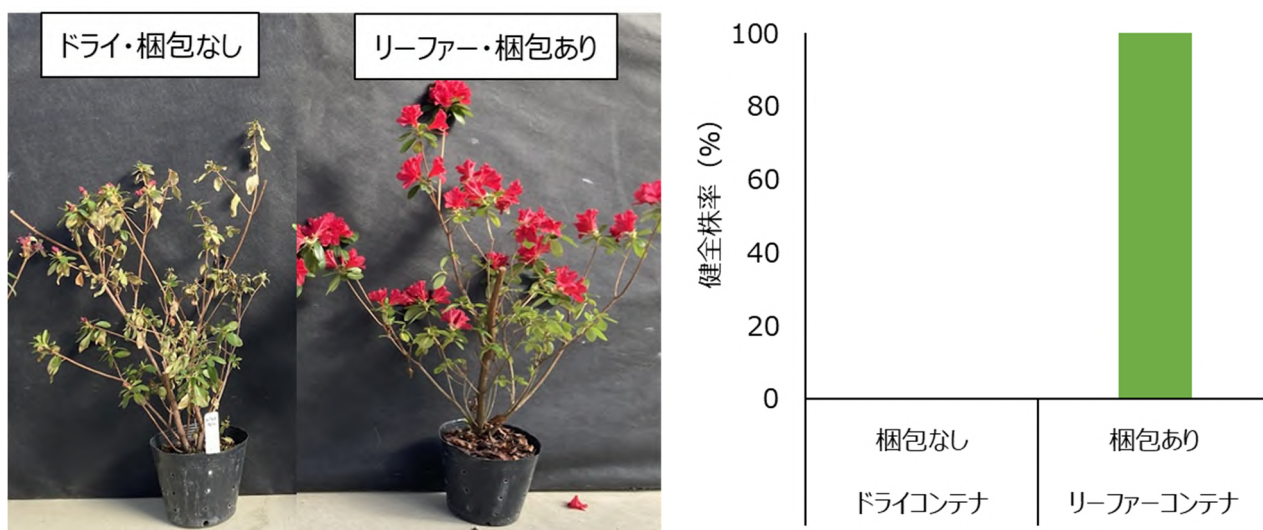 ドライ・梱包なし
リーファー・梱包あり
健全株率 (%)
100
80
60
40
20
0
梱包なし
梱包あり
ドライコンテナ
リーファーコンテナ